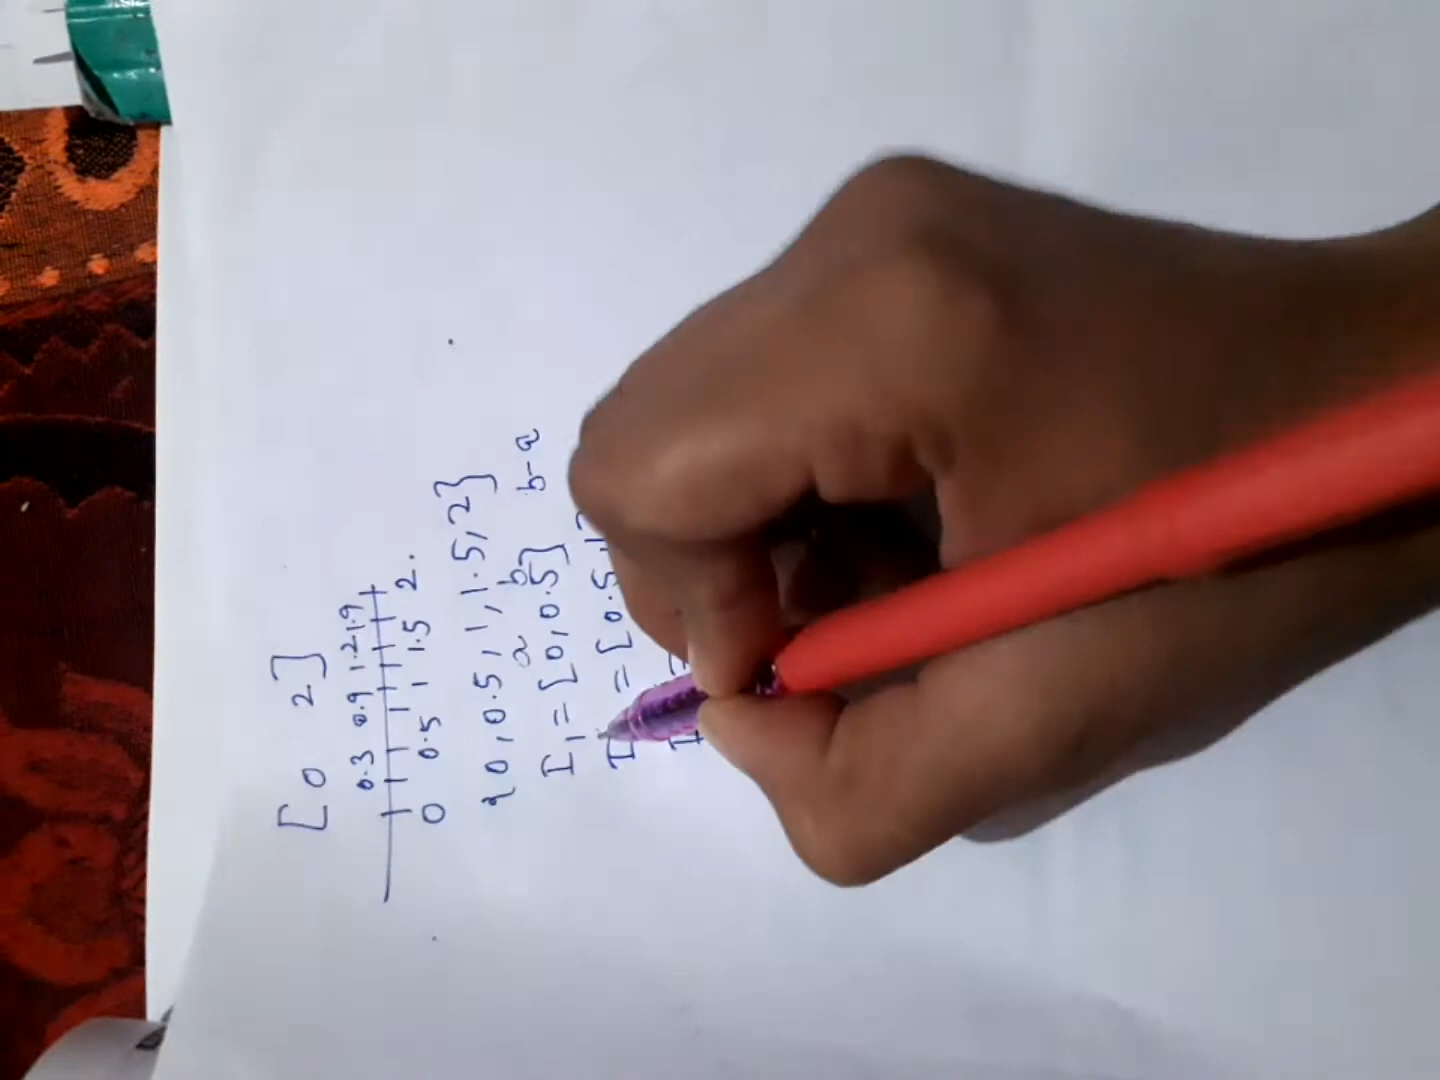 [0 2]
0.3 0.9 1.2 1.9
0 0.5 1 1.5 2.
{0, 0.5, 1, 1.5, 2}
a b b-a
I1 = [0, 0.5]
I = [0.5, 1
I =